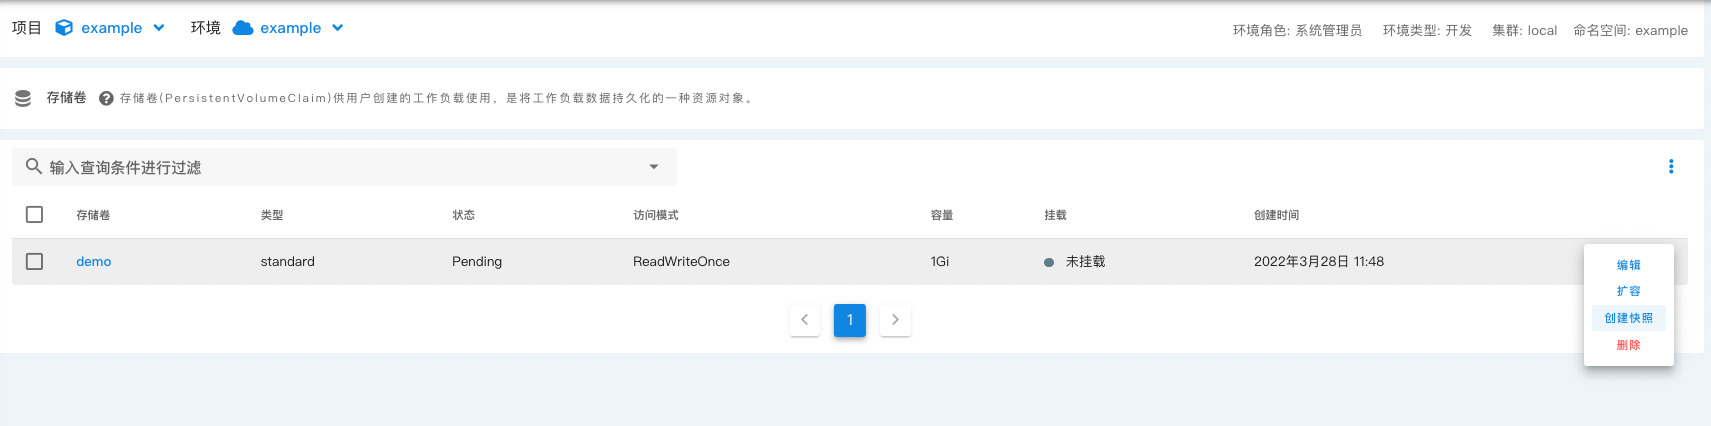 项目 example 环境 example 环境角色: 系统管理员 环境类型: 开发 集群: local 命名空间: example
存储卷 存储卷(PersistentVolumeClaim)供用户创建的工作负载使用，是将工作负载数据持久化的一种资源对象。
输入查询条件进行过滤
存储卷 类型 状态 访问模式 容量 挂载 创建时间
demo standard Pending ReadWriteOnce 1Gi 未挂载 2022年3月28日 11:48
编辑
扩容
创建快照
删除
1